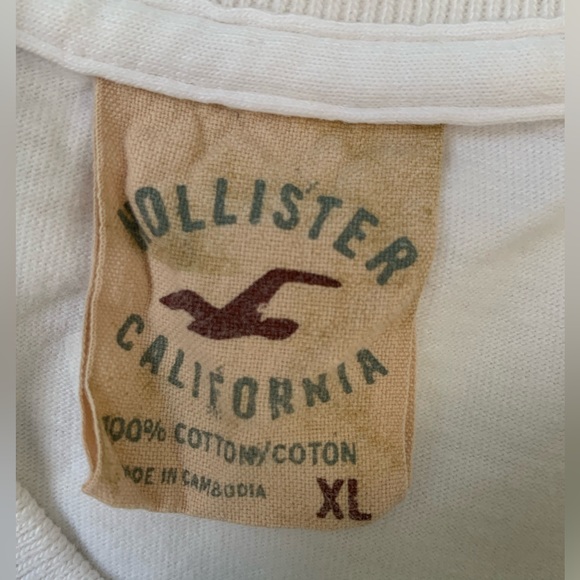 HOLLISTER
CALIFORNIA
100% COTTON/COTON
MADE IN CAMBODIA
XL